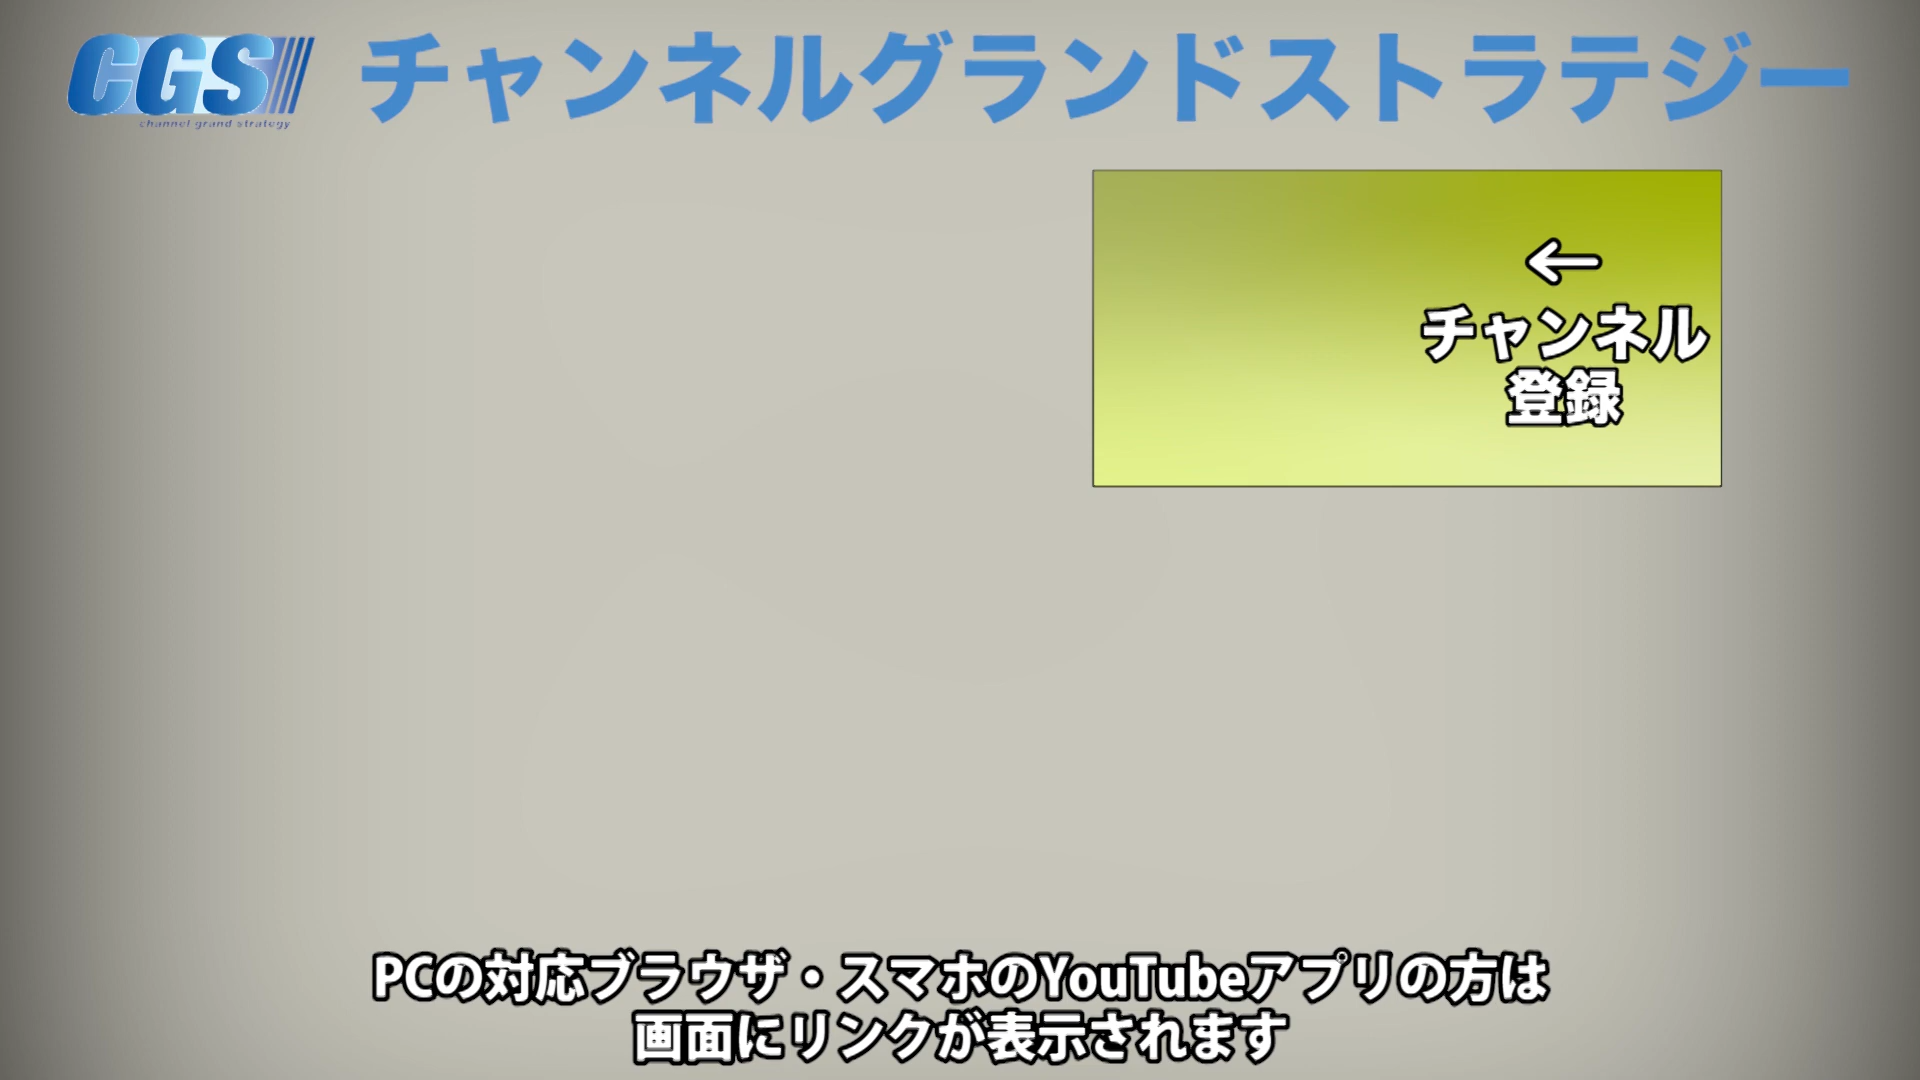 CGS
channel grand strategy
チャンネルグランドストラテジー
←
チャンネル
登録
PCの対応ブラウザ・スマホのYouTubeアプリの方は
画面にリンクが表示されます